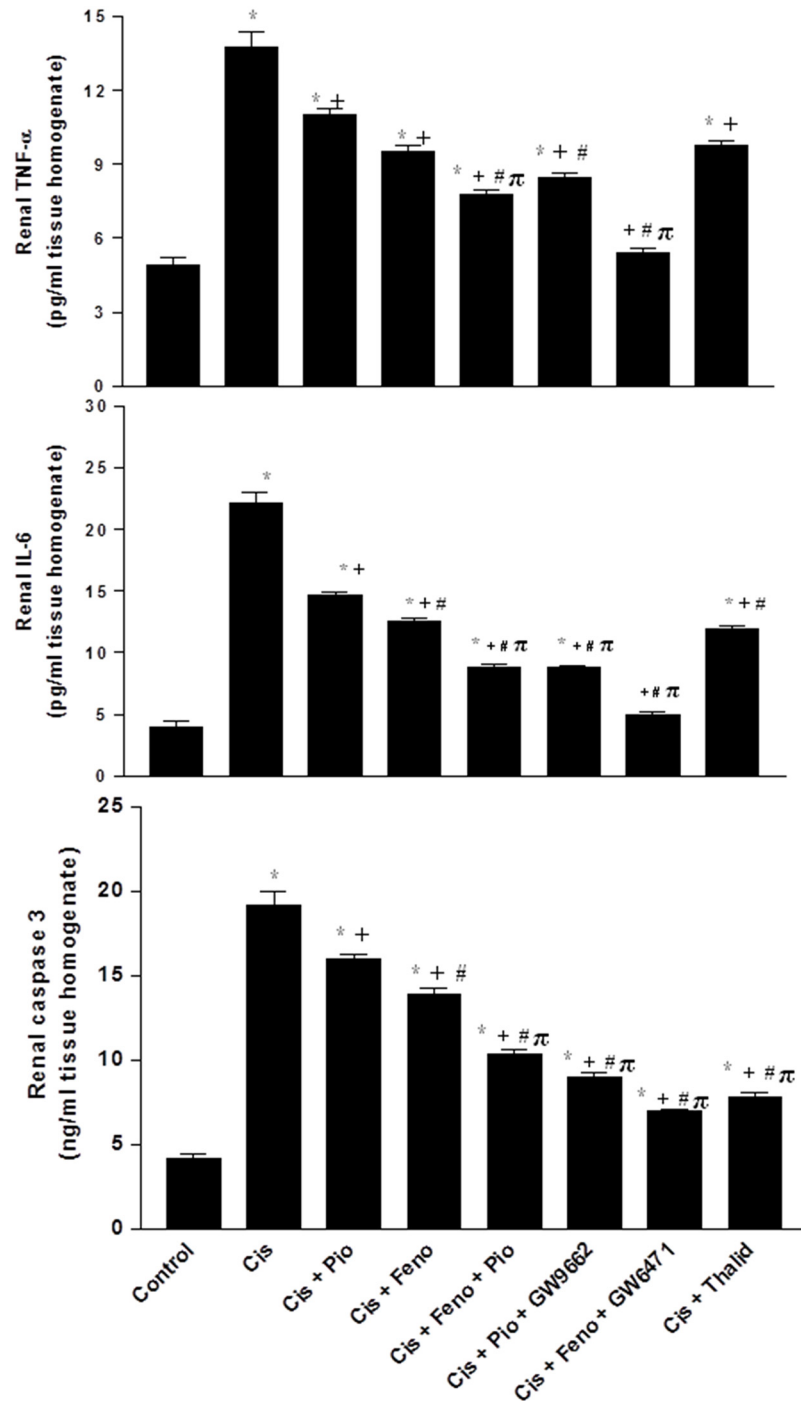 Renal TNF-α
(pg/ml tissue homogenate)
15
12
9
6
3
0
*
* +
* +
* + # π
* + #
+ # π
* +
Renal IL-6
(pg/ml tissue homogenate)
30
25
20
15
10
5
0
*
* +
* + #
* + # π
* + # π
+ # π
* + #
Renal caspase 3
(ng/ml tissue homogenate)
25
20
15
10
5
0
*
* +
* + #
* + # π
* + # π
* + # π
* + # π
Control
Cis
Cis + Pio
Cis + Feno
Cis + Feno + Pio
Cis + Pio + GW9662
Cis + Feno + GW6471
Cis + Thalid